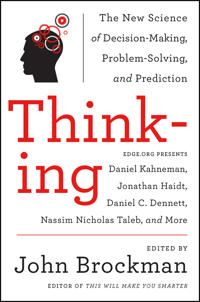 The New Science
of Decision-Making,
Problem-Solving,
and Prediction
Think-
ing
EDGE.ORG PRESENTS
Daniel Kahneman,
Jonathan Haidt,
Daniel C. Dennett,
Nassim Nicholas Taleb, and More
EDITED BY
John Brockman
EDITOR OF THIS WILL MAKE YOU SMARTER